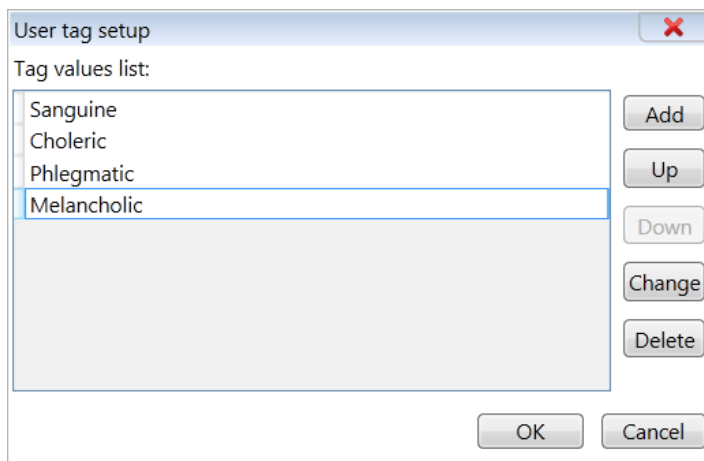 User tag setup
Tag values list:
Sanguine
Choleric
Phlegmatic
Melancholic
Add
Up
Down
Change
Delete
OK
Cancel